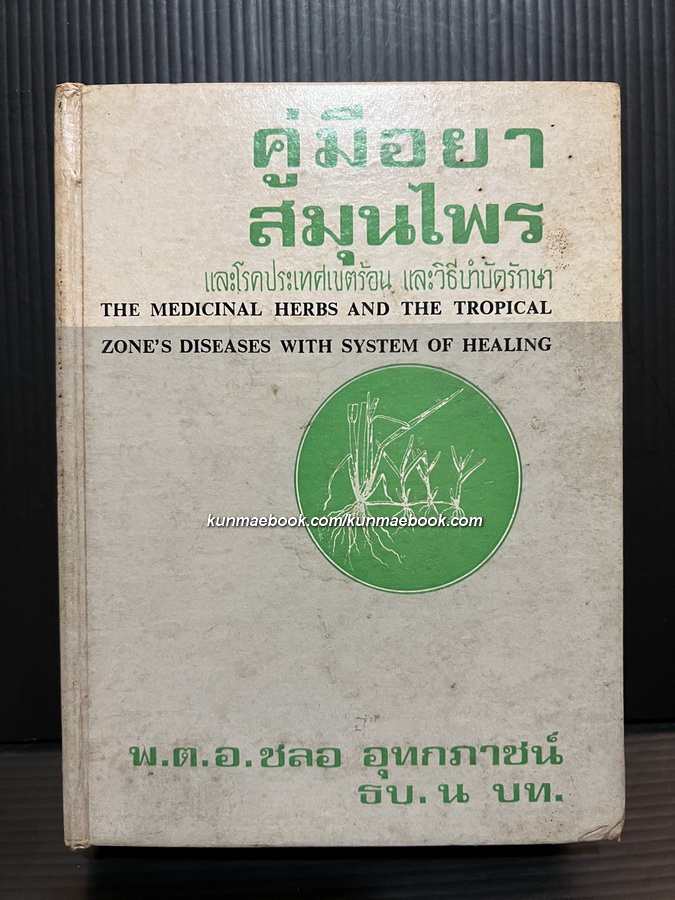 คู่มือยา
สมุนไพร
และโรคประเทศเขตร้อน และวิธีบำบัดรักษา
THE MEDICINAL HERBS AND THE TROPICAL
ZONE'S DISEASES WITH SYSTEM OF HEALING
kunmaebook.com/kunmaebook.com
พ.ต.อ.ชลอ อุทกภาชน์
ธบ. น บท.